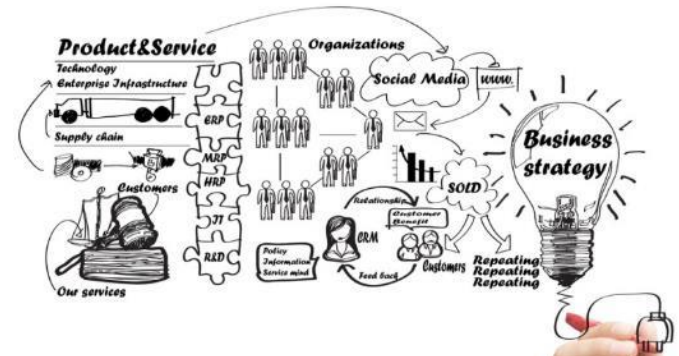 Product&Service
Technology
Enterprise Infrastructure
Supply chain
Customers
Our services
ERP
MRP
HRP
IT
R&D
Organizations
Social Media
www.
SOLD
Relationship
Customer
Benefit
CRM
Policy
Information
Service mind
Feed back
Customers
Business
strategy
Repeating
Repeating
Repeating